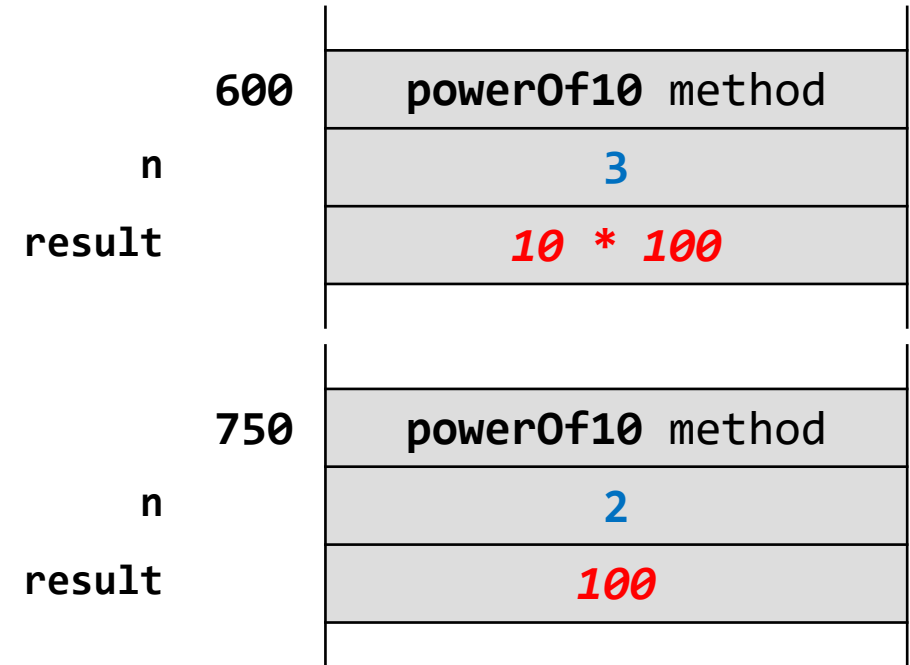 600 powerOf10 method
n 3
result 10 * 100
750 powerOf10 method
n 2
result 100